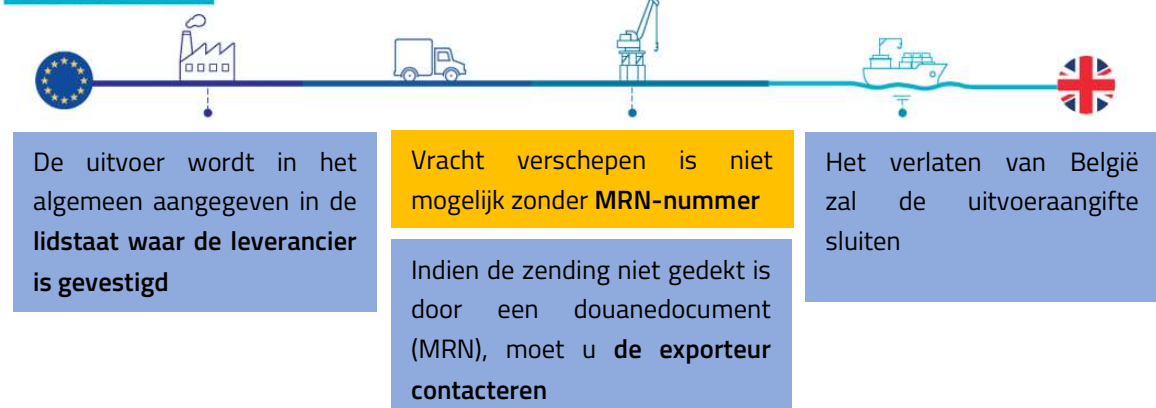 De uitvoer wordt in het
algemeen aangegeven in de
lidstaat waar de leverancier
is gevestigd
Vracht verschepen is niet
mogelijk zonder MRN-nummer
Indien de zending niet gedekt is
door een douanedocument
(MRN), moet u de exporteur
contacteren
Het verlaten van België
zal de uitvoeraangifte
sluiten